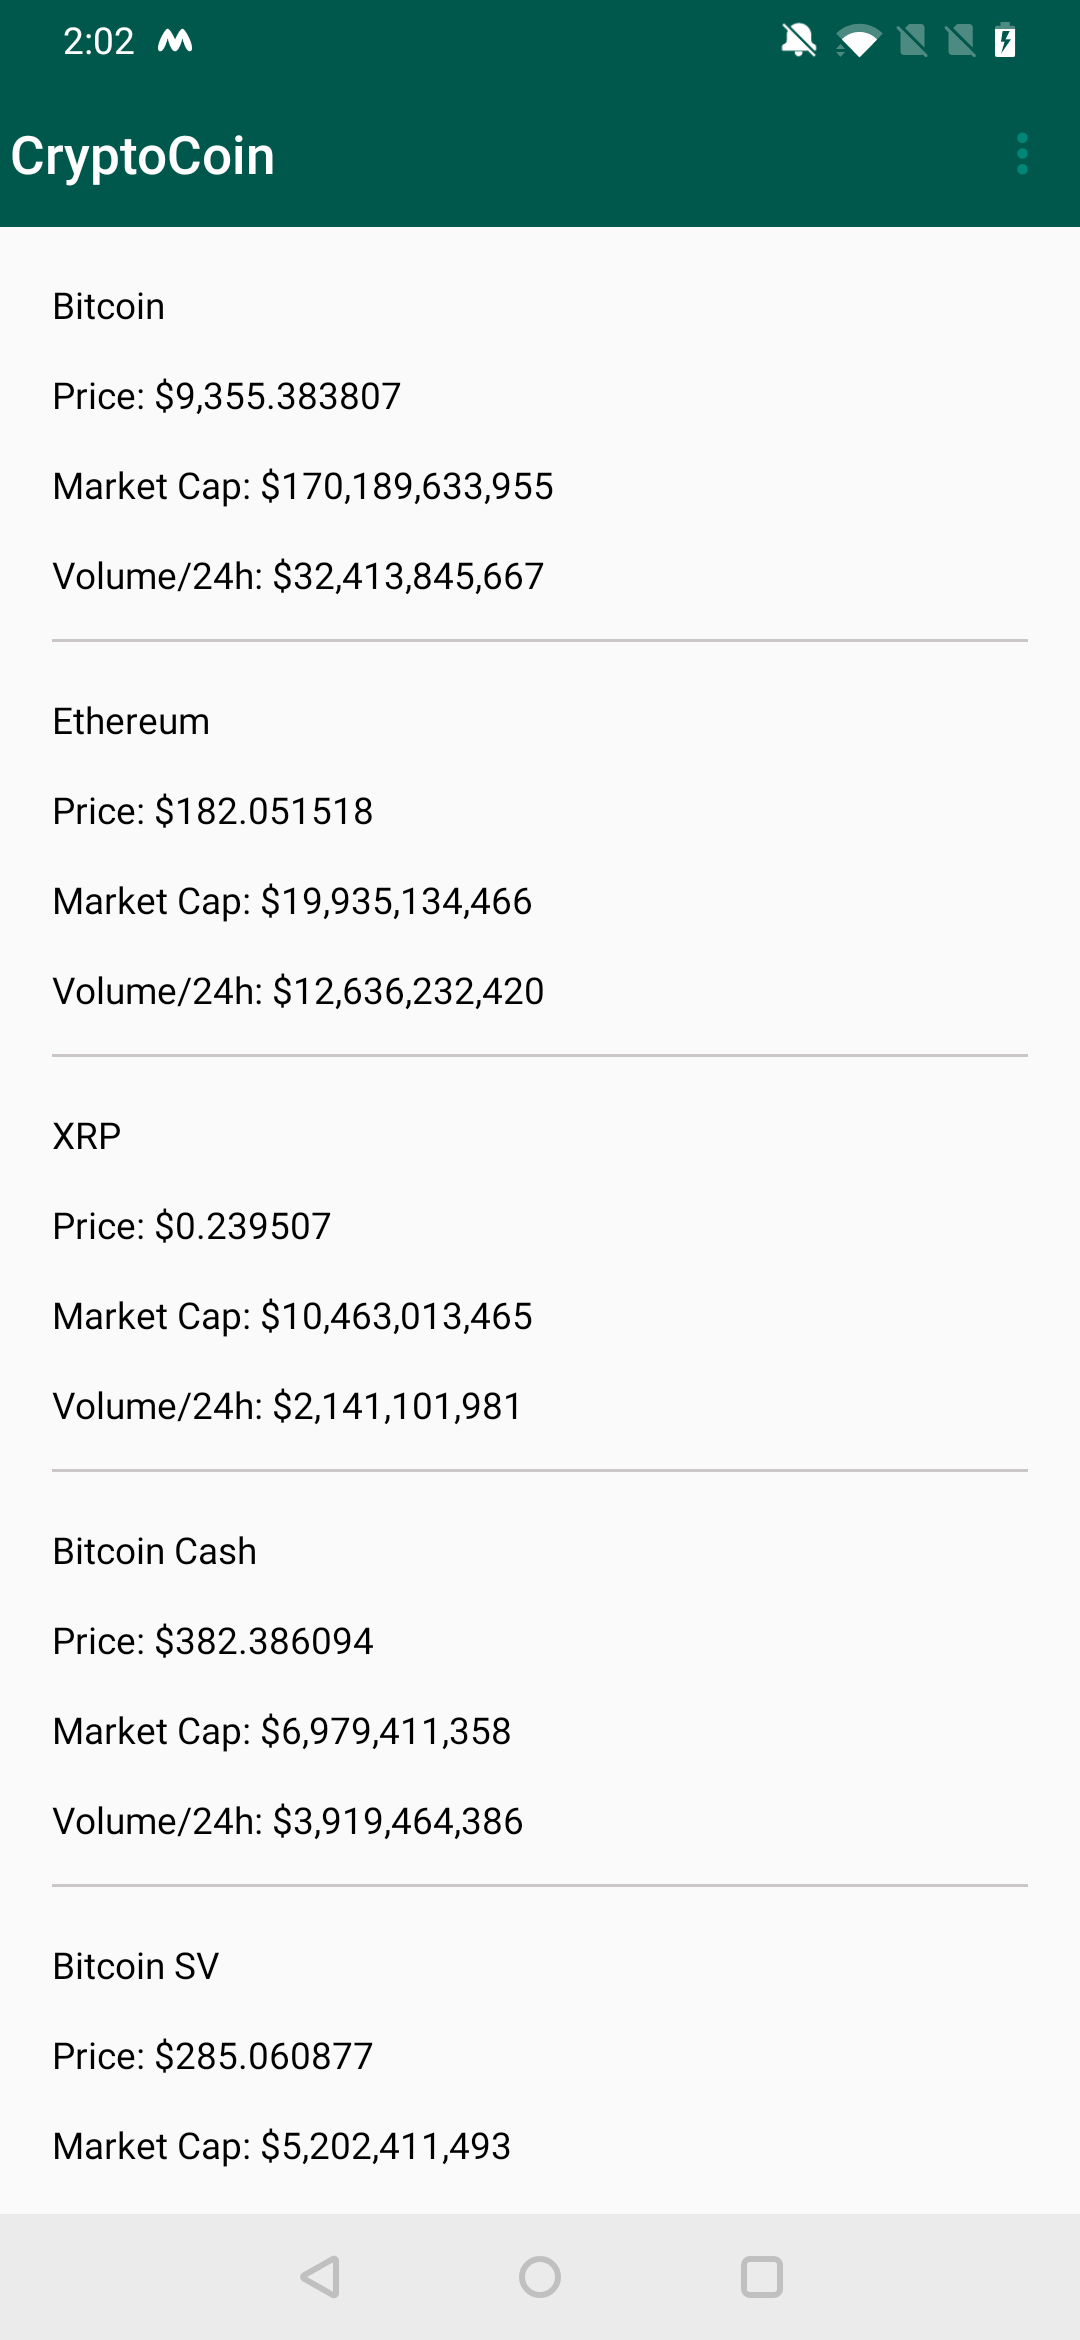 2:02
CryptoCoin
Bitcoin
Price: $9,355.383807
Market Cap: $170,189,633,955
Volume/24h: $32,413,845,667
Ethereum
Price: $182.051518
Market Cap: $19,935,134,466
Volume/24h: $12,636,232,420
XRP
Price: $0.239507
Market Cap: $10,463,013,465
Volume/24h: $2,141,101,981
Bitcoin Cash
Price: $382.386094
Market Cap: $6,979,411,358
Volume/24h: $3,919,464,386
Bitcoin SV
Price: $285.060877
Market Cap: $5,202,411,493